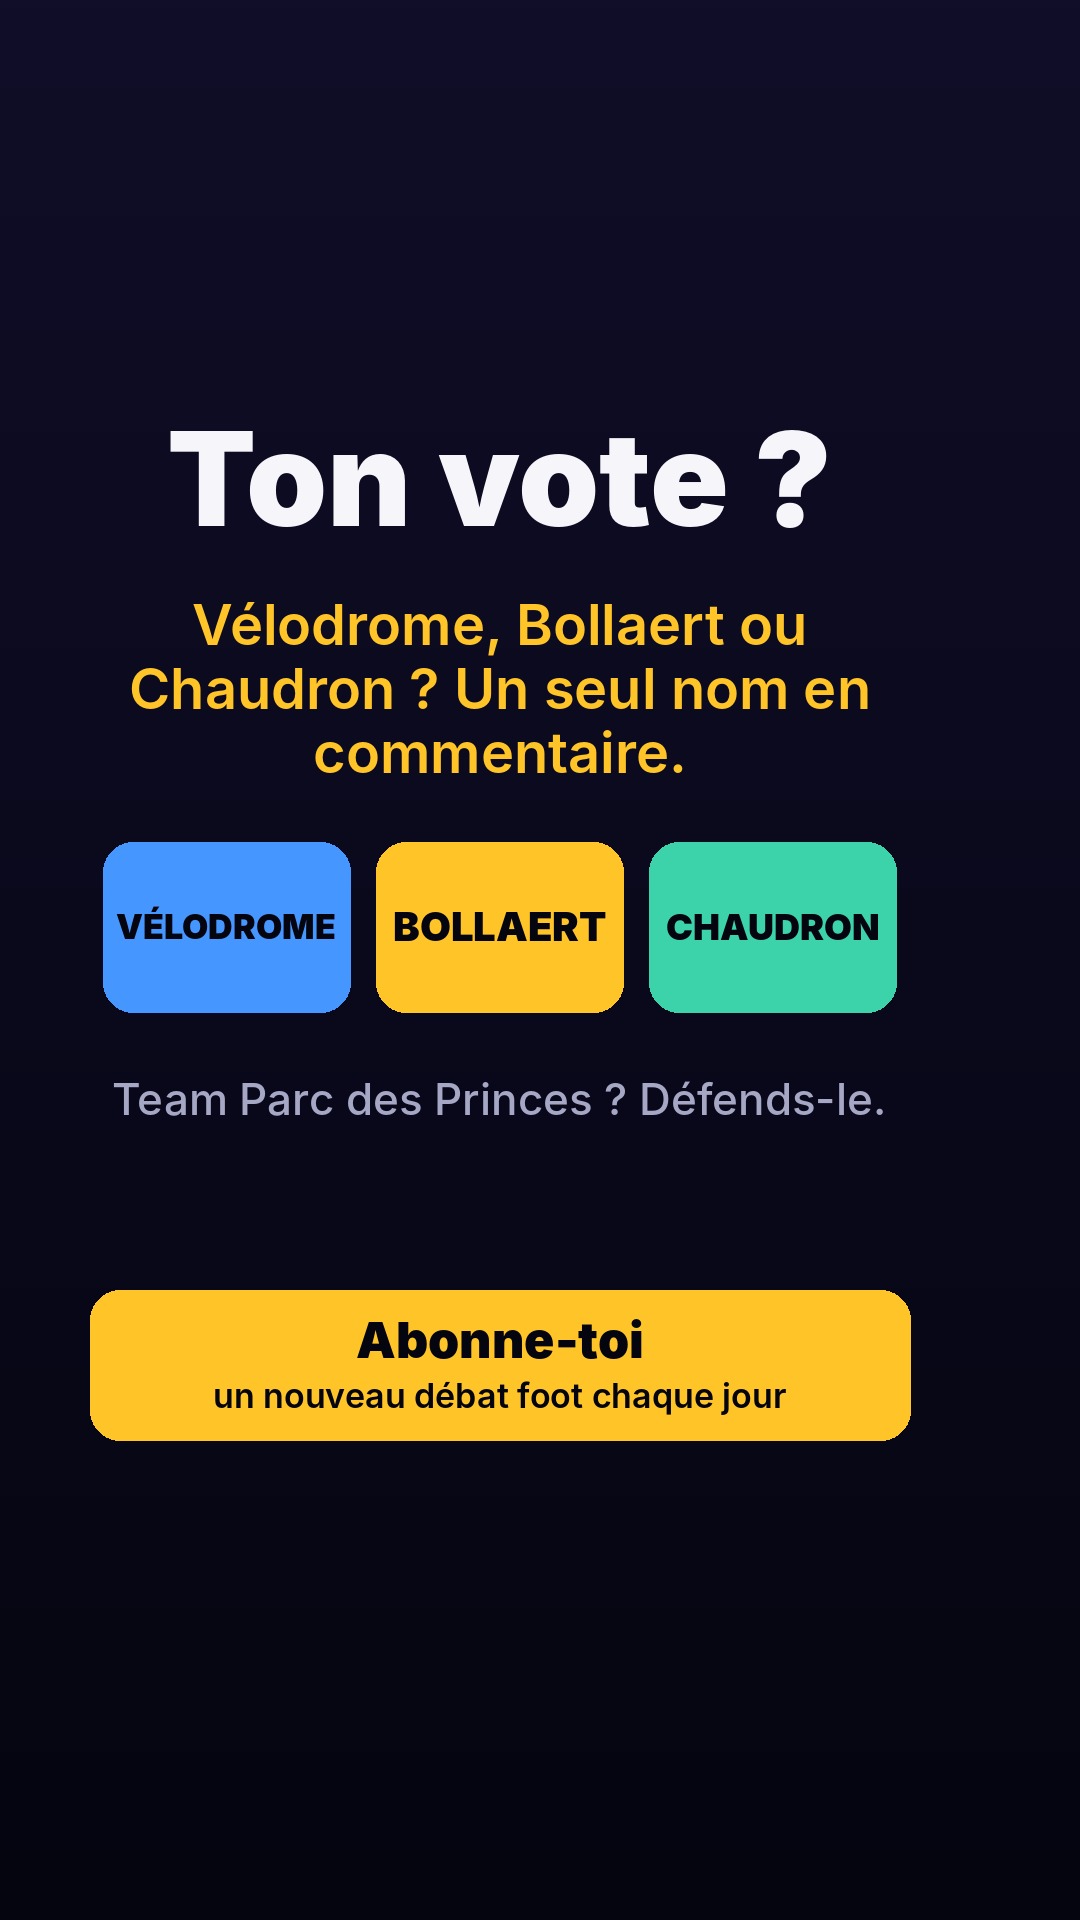 Ton vote ?
Vélodrome, Bollaert ou
Chaudron ? Un seul nom en
commentaire.
VÉLODROME
BOLLAERT
CHAUDRON
Team Parc des Princes ? Défends-le.
Abonne-toi
un nouveau débat foot chaque jour